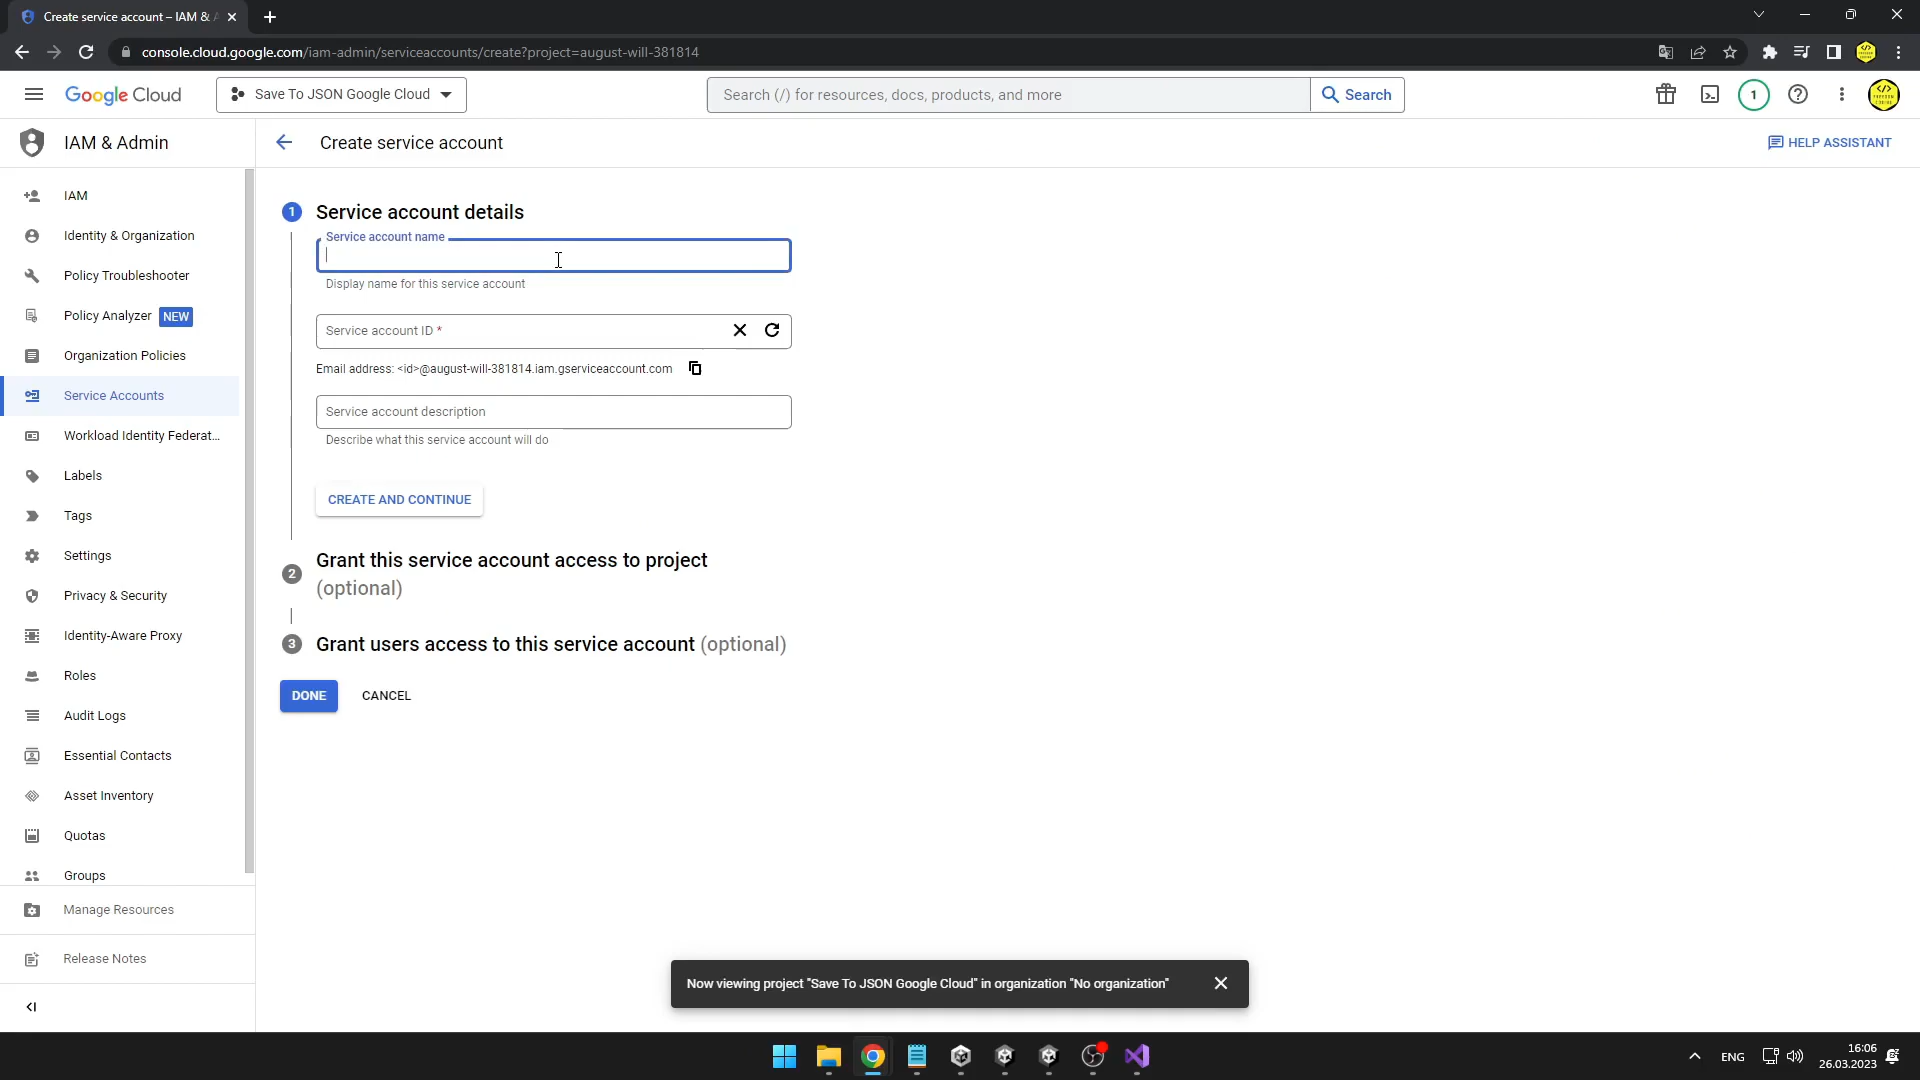 Create service account – IAM & A
console.cloud.google.com/iam-admin/serviceaccounts/create?project=august-will-381814
Google Cloud
Save To JSON Google Cloud
Search (/) for resources, docs, products, and more
Search
1
IAM & Admin
Create service account
HELP ASSISTANT
IAM
Identity & Organization
Policy Troubleshooter
Policy Analyzer NEW
Organization Policies
Service Accounts
Workload Identity Federat...
Labels
Tags
Settings
Privacy & Security
Identity-Aware Proxy
Roles
Audit Logs
Essential Contacts
Asset Inventory
Quotas
Groups
Manage Resources
Release Notes
1 Service account details
Service account name
Display name for this service account
Service account ID *
Email address: <id>@august-will-381814.iam.gserviceaccount.com
Service account description
Describe what this service account will do
CREATE AND CONTINUE
2 Grant this service account access to project
(optional)
3 Grant users access to this service account (optional)
DONE
CANCEL
Now viewing project "Save To JSON Google Cloud" in organization "No organization"
ENG
16:06
26.03.2023